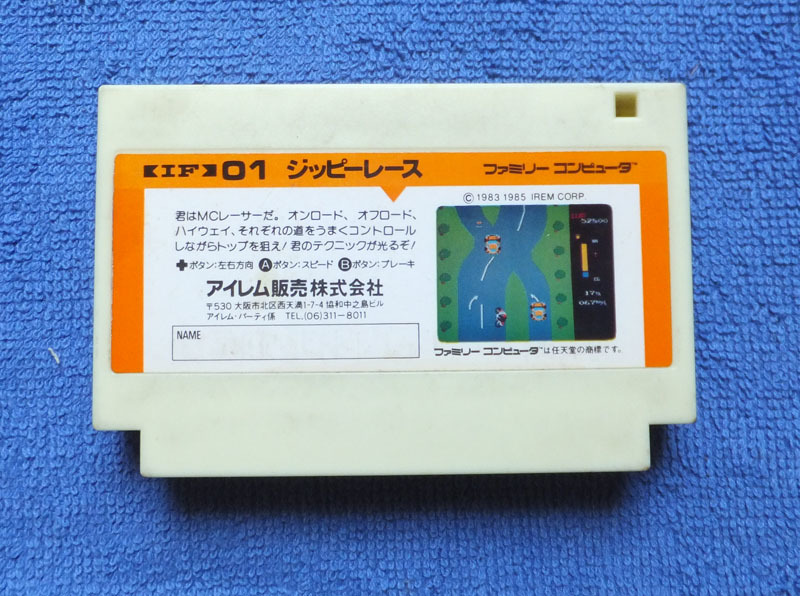 【IF】01 ジッピーレース ファミリー コンピュータ™
© 1983 1985 IREM CORP.
君はMCレーサーだ。オンロード、オフロード、
ハイウェイ、それぞれの道をうまくコントロール
しながらトップを狙え!君のテクニックが光るぞ!
✚ボタン:左右方向 Ⓐボタン:スピード Ⓑボタン:ブレーキ
アイレム販売株式会社
〒530 大阪市北区西天満1-7-4 協和中之島ビル
アイレム・パーティ係 TEL.(06)311-8011
NAME
52500
ファミリー コンピュータ™は任天堂の商標です。